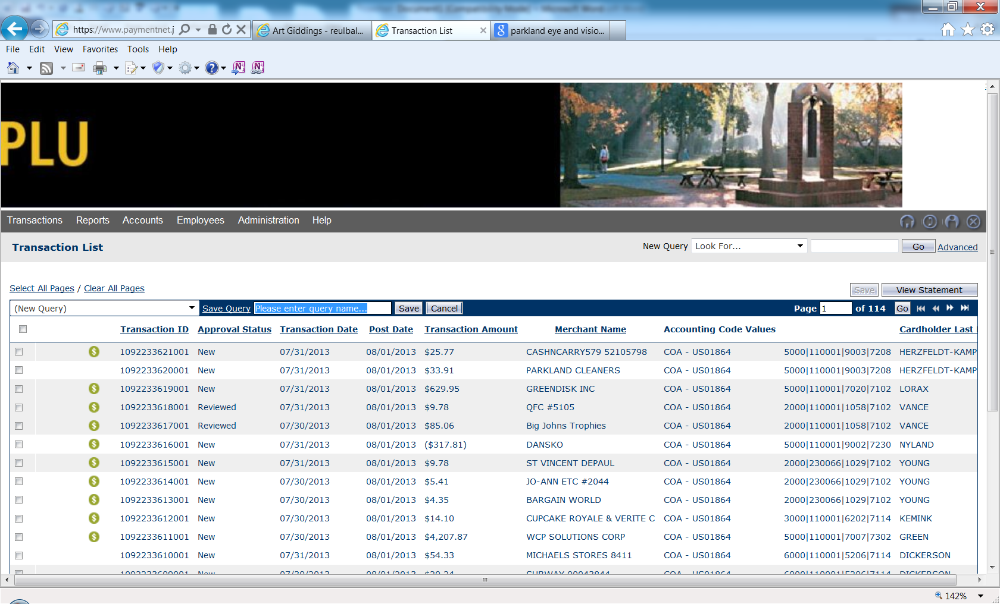 https://www.paymentnet.j
Art Giddings - reulbal...
Transaction List
parkland eye and visio...
File Edit View Favorites Tools Help
PLU
Transactions Reports Accounts Employees Administration Help
Transaction List
New Query Look For... Go Advanced
Select All Pages / Clear All Pages
Save View Statement
(New Query) Save Query Please enter query name... Save Cancel Page 1 of 114 Go
Transaction ID Approval Status Transaction Date Post Date Transaction Amount Merchant Name Accounting Code Values Cardholder Last
1092233621001 New 07/31/2013 08/01/2013 $25.77 CASHNCARRY579 52105798 COA - US01864 5000|110001|9003|7208 HERZFELDT-KAMP
1092233620001 New 07/31/2013 08/01/2013 $33.91 PARKLAND CLEANERS COA - US01864 5000|110001|9003|7208 HERZFELDT-KAMP
1092233619001 New 07/31/2013 08/01/2013 $629.95 GREENDISK INC COA - US01864 5000|110001|7020|7102 LORAX
1092233618001 Reviewed 07/31/2013 08/01/2013 $9.78 QFC #5105 COA - US01864 2000|110001|1058|7102 VANCE
1092233617001 Reviewed 07/30/2013 08/01/2013 $85.06 Big Johns Trophies COA - US01864 2000|110001|1058|7102 VANCE
1092233616001 New 07/31/2013 08/01/2013 ($317.81) DANSKO COA - US01864 5000|110001|9002|7230 NYLAND
1092233615001 New 07/31/2013 08/01/2013 $9.78 ST VINCENT DEPAUL COA - US01864 2000|230066|1029|7102 YOUNG
1092233614001 New 07/30/2013 08/01/2013 $5.41 JO-ANN ETC #2044 COA - US01864 2000|230066|1029|7102 YOUNG
1092233613001 New 07/30/2013 08/01/2013 $4.35 BARGAIN WORLD COA - US01864 2000|230066|1029|7102 YOUNG
1092233612001 New 07/30/2013 08/01/2013 $14.10 CUPCAKE ROYALE & VERITE C COA - US01864 3000|110001|6202|7114 KEMINK
1092233611001 New 07/30/2013 08/01/2013 $4,207.87 WCP SOLUTIONS CORP COA - US01864 5000|110001|7007|7302 GREEN
1092233610001 New 07/31/2013 08/01/2013 $54.33 MICHAELS STORES 8411 COA - US01864 6000|110001|5206|7114 DICKERSON
142%